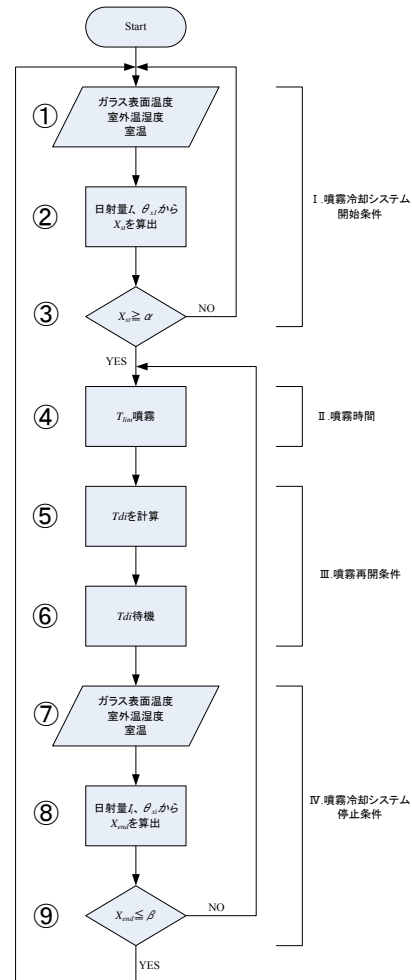 Start
①
ガラス表面温度
室外温湿度
室温
Ⅰ.噴霧冷却システム
開始条件
②
日射量I、θxiから
Xstを算出
③
Xst≧α
NO
YES
④
Tlim噴霧
Ⅱ.噴霧時間
⑤
Tdiを計算
Ⅲ.噴霧再開条件
⑥
Tdi待機
⑦
ガラス表面温度
室外温湿度
室温
Ⅳ.噴霧冷却システム
停止条件
⑧
日射量I、θxiから
Xendを算出
⑨
Xend≦β
NO
YES